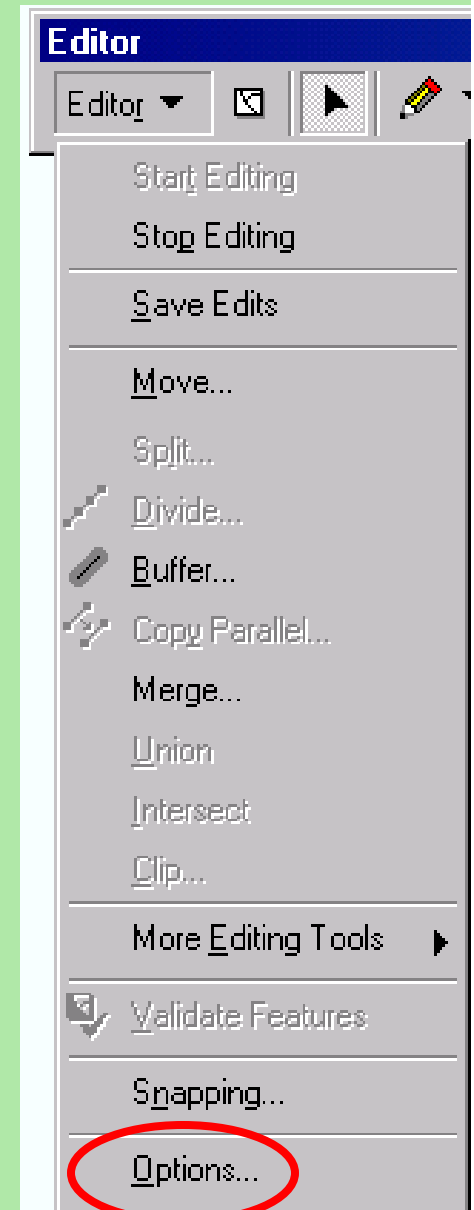 Editor
Editor
Start Editing
Stop Editing
Save Edits
Move...
Split...
Divide...
Buffer...
Copy Parallel...
Merge...
Union
Intersect
Clip...
More Editing Tools
Validate Features
Snapping...
Options...